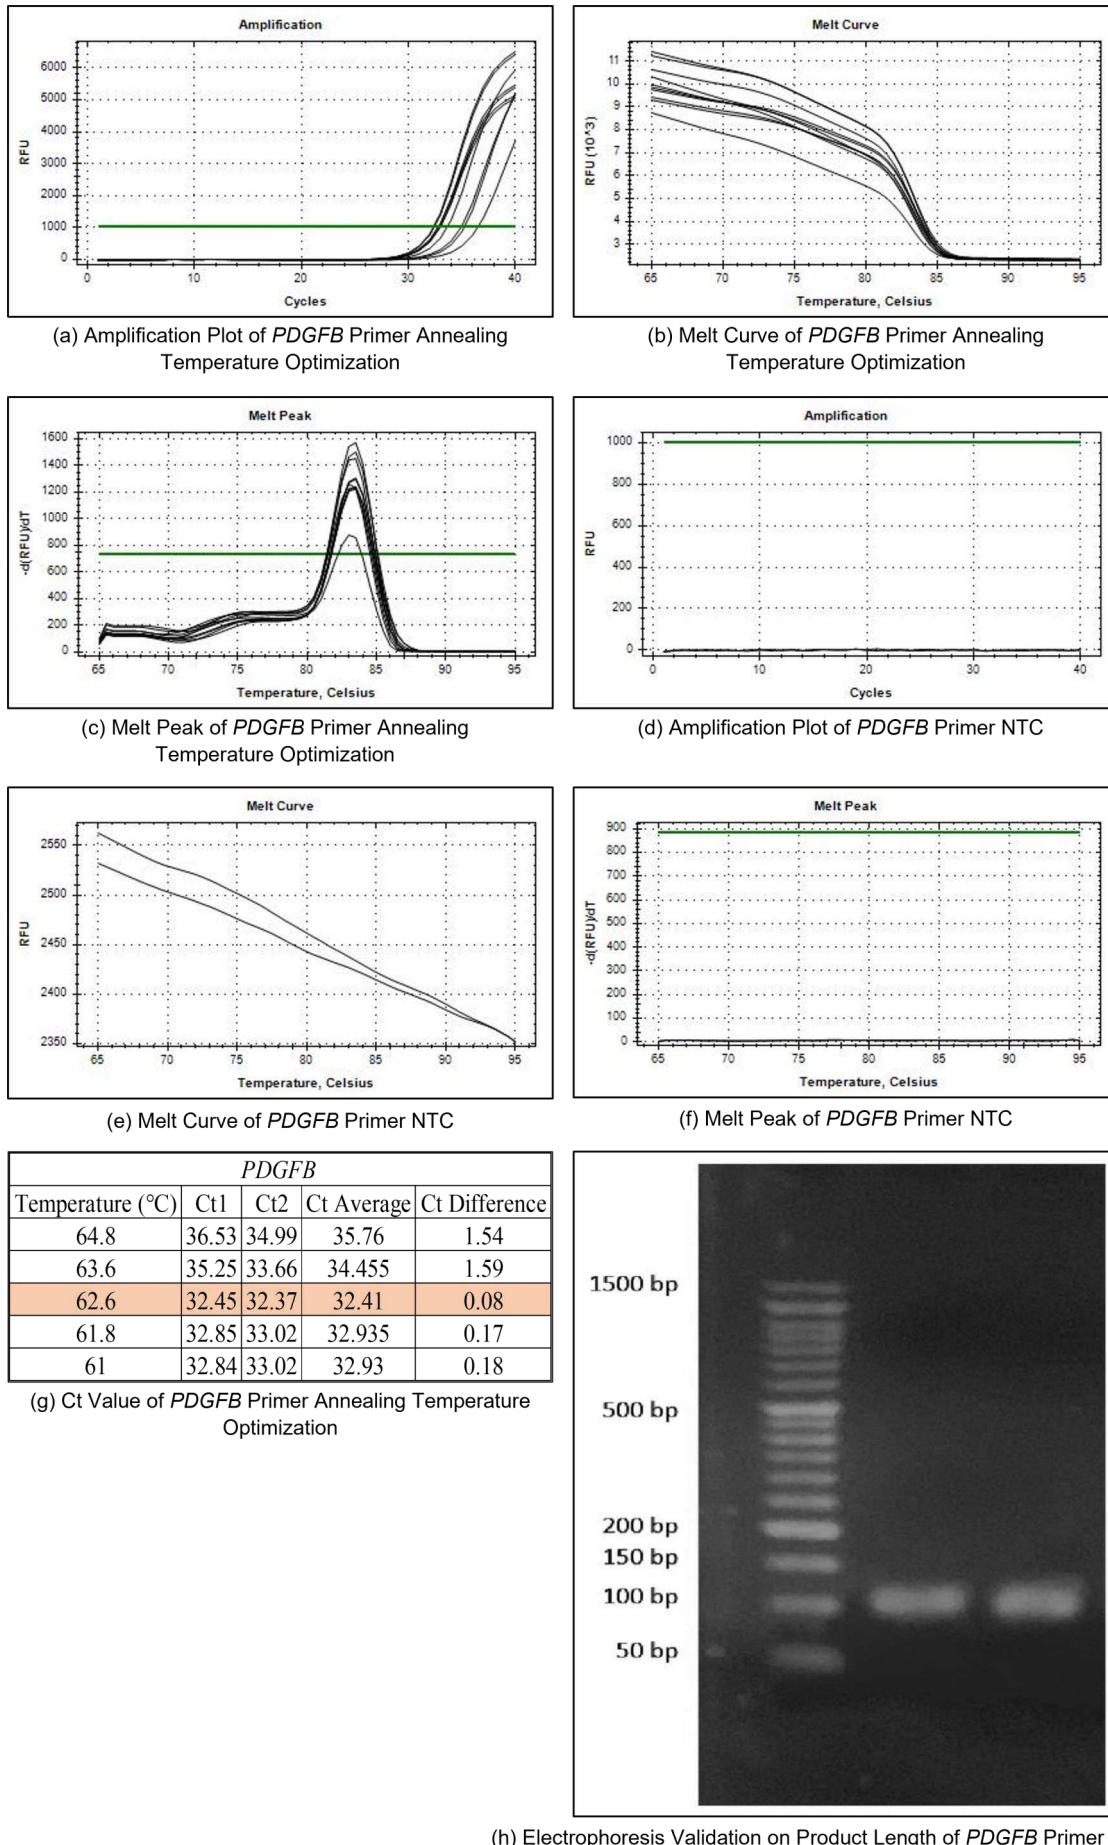 Amplification
RFU
6000
5000
4000
3000
2000
1000
0
0 10 20 30 40
Cycles
(a) Amplification Plot of PDGFB Primer Annealing
Temperature Optimization
Melt Curve
RFU (10^3)
11
10
9
8
7
6
5
4
3
65 70 75 80 85 90 95
Temperature, Celsius
(b) Melt Curve of PDGFB Primer Annealing
Temperature Optimization
Melt Peak
-d(RFU)/dT
1600
1400
1200
1000
800
600
400
200
0
65 70 75 80 85 90 95
Temperature, Celsius
(c) Melt Peak of PDGFB Primer Annealing
Temperature Optimization
Amplification
RFU
1000
800
600
400
200
0
0 10 20 30 40
Cycles
(d) Amplification Plot of PDGFB Primer NTC
Melt Curve
RFU
2550
2500
2450
2400
2350
65 70 75 80 85 90 95
Temperature, Celsius
(e) Melt Curve of PDGFB Primer NTC
Melt Peak
-d(RFU)/dT
900
800
700
600
500
400
300
200
100
0
65 70 75 80 85 90 95
Temperature, Celsius
(f) Melt Peak of PDGFB Primer NTC
PDGFB
Temperature (°C) Ct1 Ct2 Ct Average Ct Difference
64.8 36.53 34.99 35.76 1.54
63.6 35.25 33.66 34.455 1.59
62.6 32.45 32.37 32.41 0.08
61.8 32.85 33.02 32.935 0.17
61 32.84 33.02 32.93 0.18
(g) Ct Value of PDGFB Primer Annealing Temperature
Optimization
1500 bp
500 bp
200 bp
150 bp
100 bp
50 bp
(h) Electrophoresis Validation on Product Length of PDGFB Primer